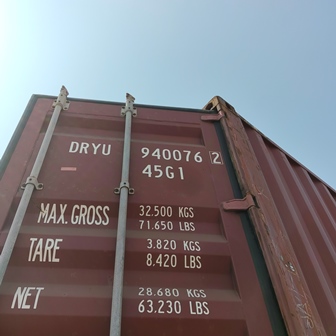 DRYU 940076 2
45G1
MAX. GROSS 32.500 KGS
71.650 LBS
TARE 3.820 KGS
8.420 LBS
NET 28.680 KGS
63.230 LBS